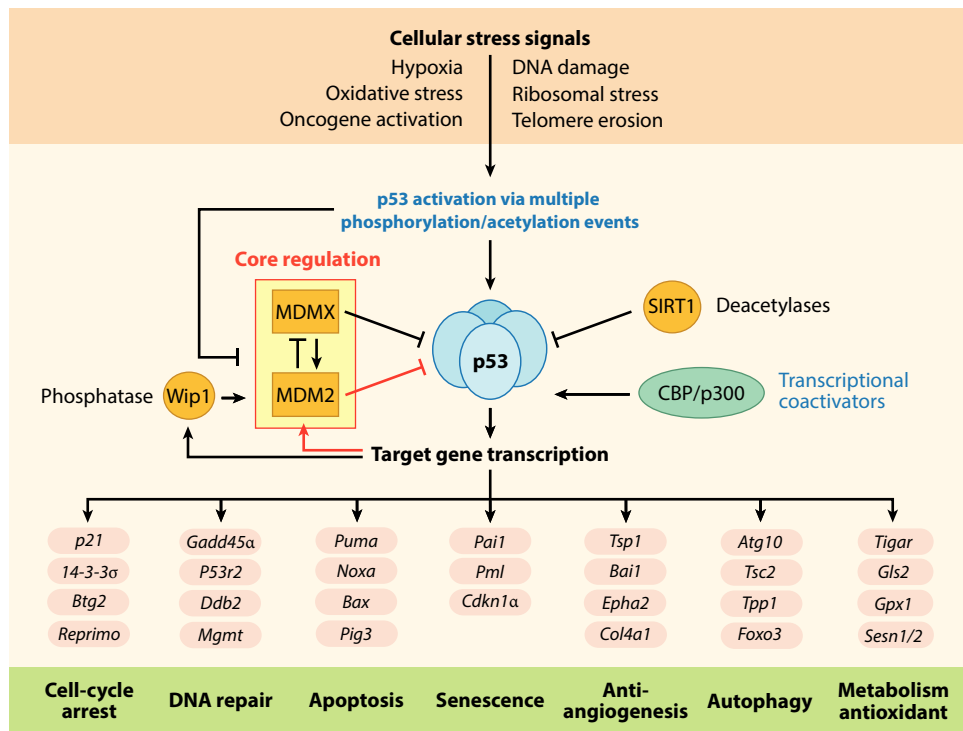 Cellular stress signals
Hypoxia
DNA damage
Oxidative stress
Ribosomal stress
Oncogene activation
Telomere erosion
p53 activation via multiple
phosphorylation/acetylation events
Core regulation
MDMX
SIRT1
Deacetylases
p53
Phosphatase
Wip1
MDM2
CBP/p300
Transcriptional
coactivators
Target gene transcription
p21
Gadd45α
Puma
Pai1
Tsp1
Atg10
Tigar
14-3-3σ
P53r2
Noxa
Pml
Bai1
Tsc2
Gls2
Btg2
Ddb2
Bax
Cdkn1α
Epha2
Tpp1
Gpx1
Reprimo
Mgmt
Pig3
Col4a1
Foxo3
Sesn1/2
Cell-cycle
arrest
DNA repair
Apoptosis
Senescence
Anti-
angiogenesis
Autophagy
Metabolism
antioxidant